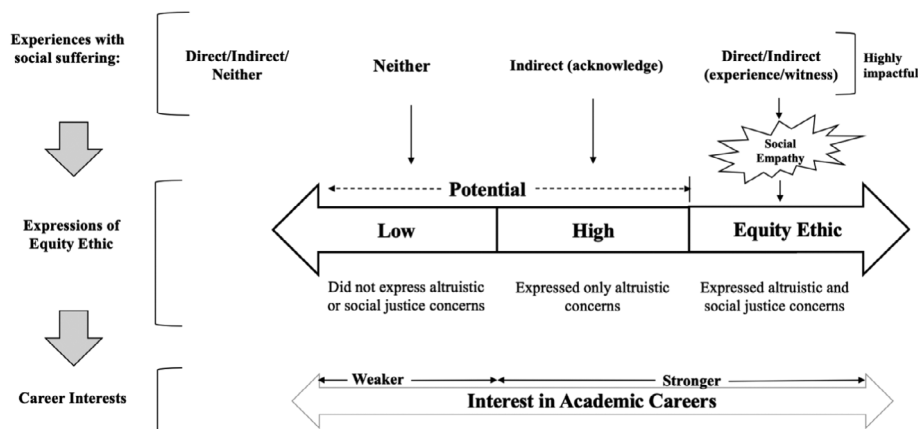 Experiences with
social suffering:
Direct/Indirect/
Neither
Neither
Indirect (acknowledge)
Direct/Indirect
(experience/witness)
Highly
impactful
Social
Empathy
Expressions of
Equity Ethic
Potential
Low
High
Equity Ethic
Did not express altruistic
or social justice concerns
Expressed only altruistic
concerns
Expressed altruistic and
social justice concerns
Career Interests
Weaker
Stronger
Interest in Academic Careers